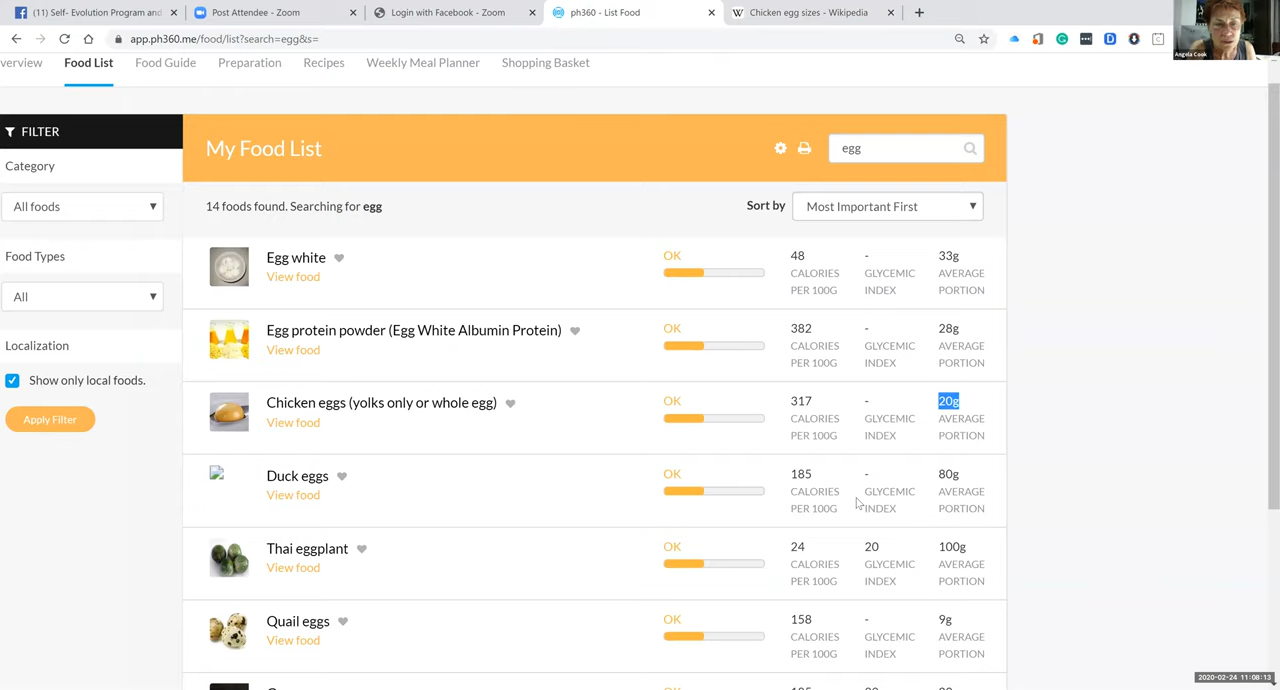 (11) Self- Evolution Program and
Post Attendee - Zoom
Login with Facebook - Zoom
ph360 - List Food
Chicken egg sizes - Wikipedia
app.ph360.me/food/list?search=egg&s=
Angela Cook
verview Food List Food Guide Preparation Recipes Weekly Meal Planner Shopping Basket
FILTER
Category
All foods
Food Types
All
Localization
Show only local foods.
Apply Filter
My Food List
egg
14 foods found. Searching for egg
Sort by Most Important First
Egg white
View food
OK
48 CALORIES PER 100G
- GLYCEMIC INDEX
33g AVERAGE PORTION
Egg protein powder (Egg White Albumin Protein)
View food
OK
382 CALORIES PER 100G
- GLYCEMIC INDEX
28g AVERAGE PORTION
Chicken eggs (yolks only or whole egg)
View food
OK
317 CALORIES PER 100G
- GLYCEMIC INDEX
20g AVERAGE PORTION
Duck eggs
View food
OK
185 CALORIES PER 100G
- GLYCEMIC INDEX
80g AVERAGE PORTION
Thai eggplant
View food
OK
24 CALORIES PER 100G
20 GLYCEMIC INDEX
100g AVERAGE PORTION
Quail eggs
View food
OK
158 CALORIES PER 100G
- GLYCEMIC INDEX
9g AVERAGE PORTION
2020-02-24 11:08:13